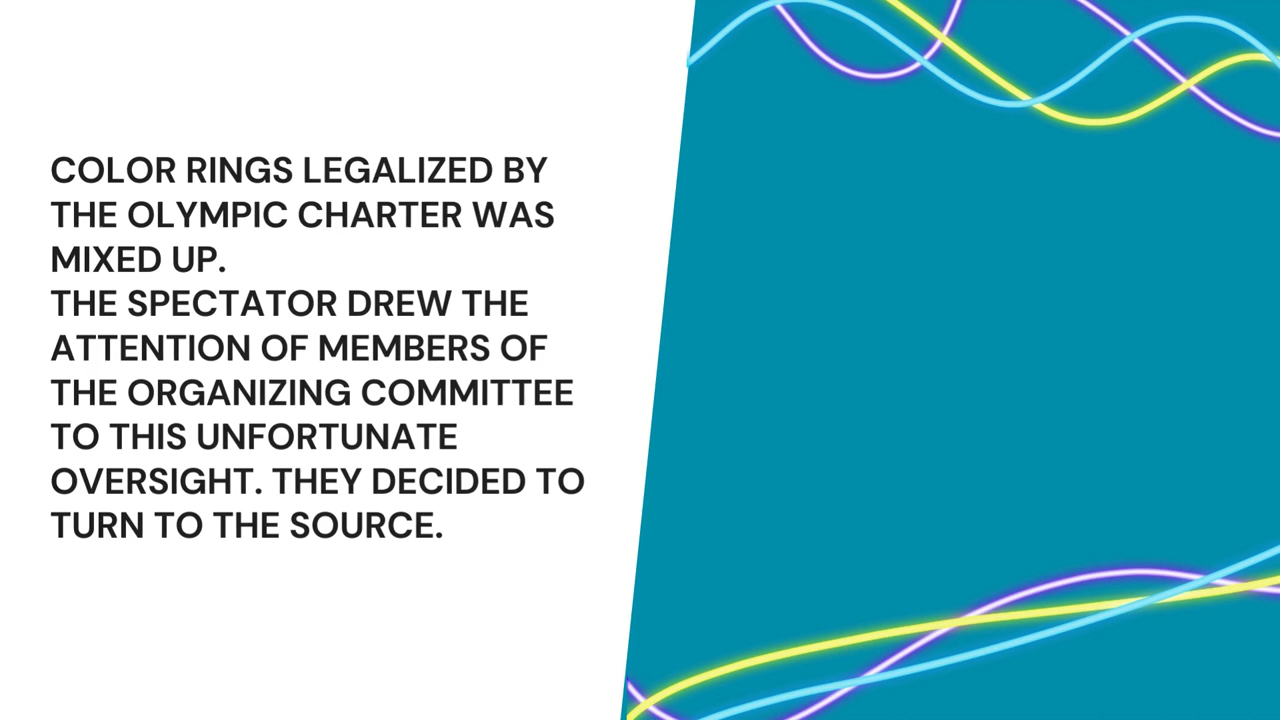 COLOR RINGS LEGALIZED BY
THE OLYMPIC CHARTER WAS
MIXED UP.
THE SPECTATOR DREW THE
ATTENTION OF MEMBERS OF
THE ORGANIZING COMMITTEE
TO THIS UNFORTUNATE
OVERSIGHT. THEY DECIDED TO
TURN TO THE SOURCE.